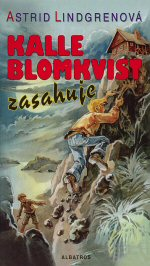 ASTRID LINDGRENOVÁ
KALLE
BLOMKVIST
zasahuje
ALBATROS